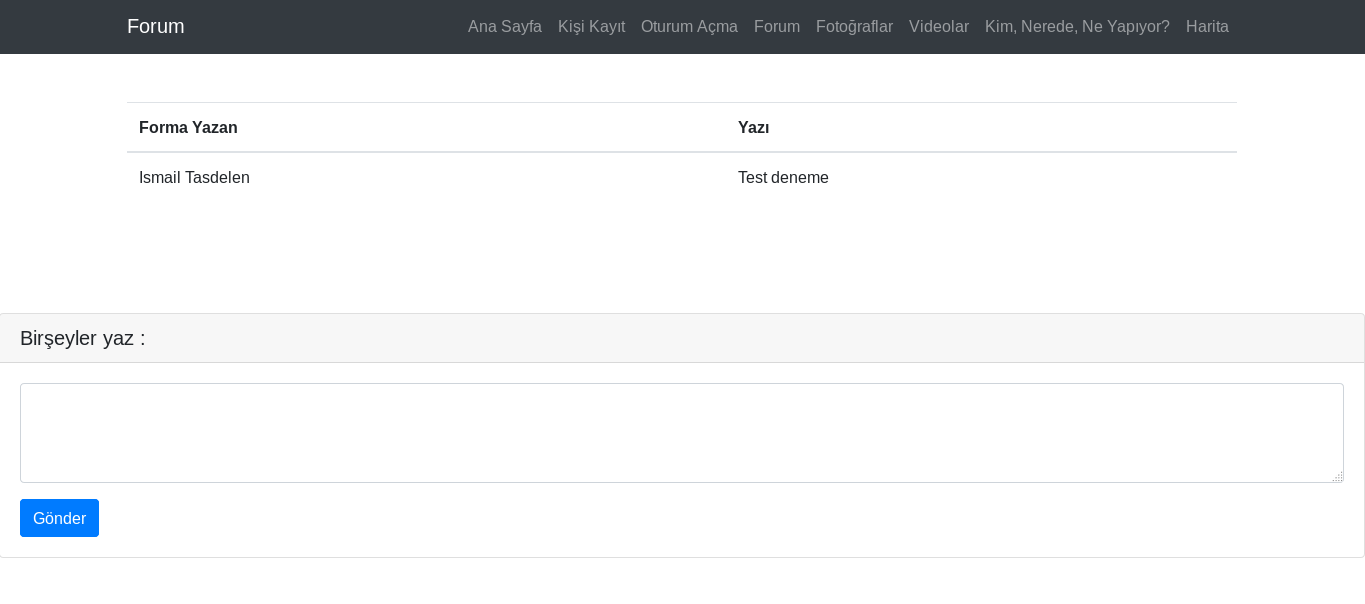 Forum Ana Sayfa Kişi Kayıt Oturum Açma Forum Fotoğraflar Videolar Kim, Nerede, Ne Yapıyor? Harita
Forma Yazan Yazı
Ismail Tasdelen Test deneme
Birşeyler yaz :
Gönder